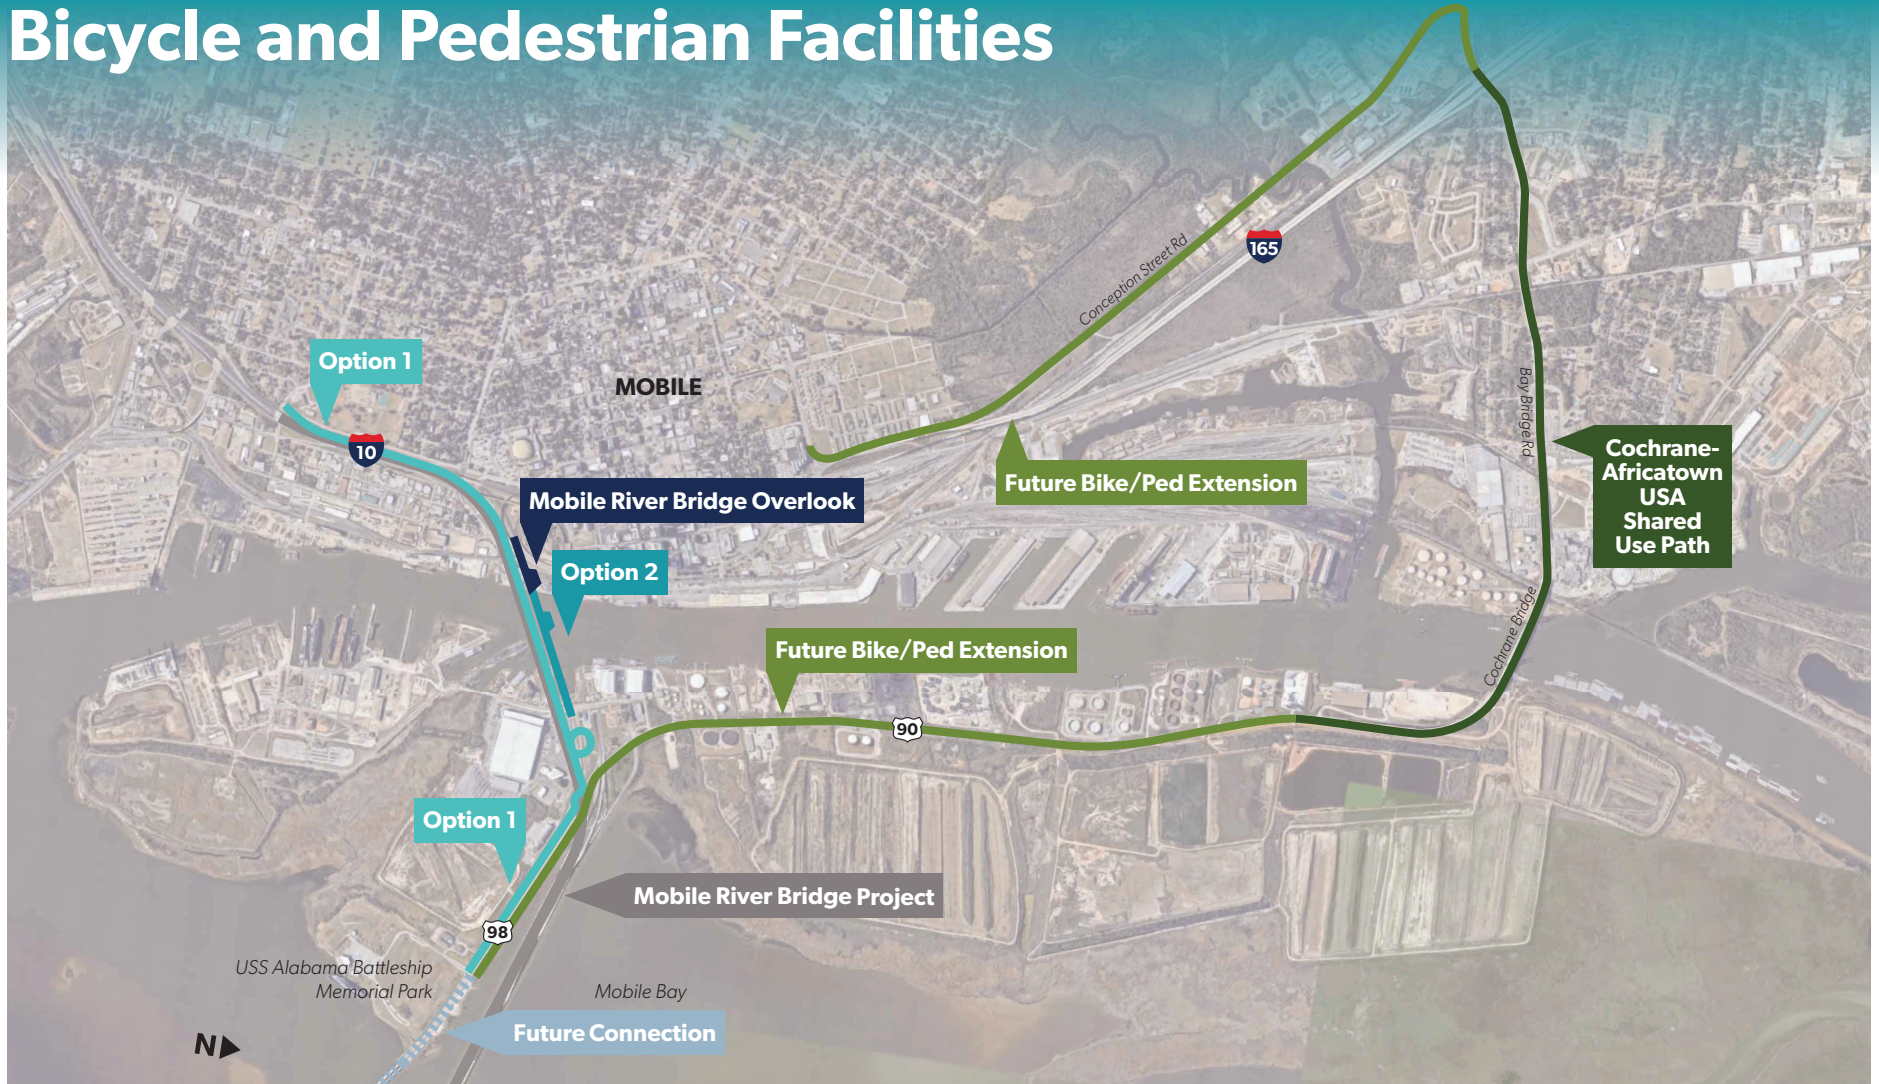 Bicycle and Pedestrian Facilities
165
Conception Street Rd
Option 1
MOBILE
10
Bay Bridge Rd
Cochrane-
Africatown
USA
Shared
Use Path
Future Bike/Ped Extension
Mobile River Bridge Overlook
Option 2
Cochrane Bridge
Future Bike/Ped Extension
90
Option 1
Mobile River Bridge Project
98
USS Alabama Battleship
Memorial Park
Mobile Bay
Future Connection
N